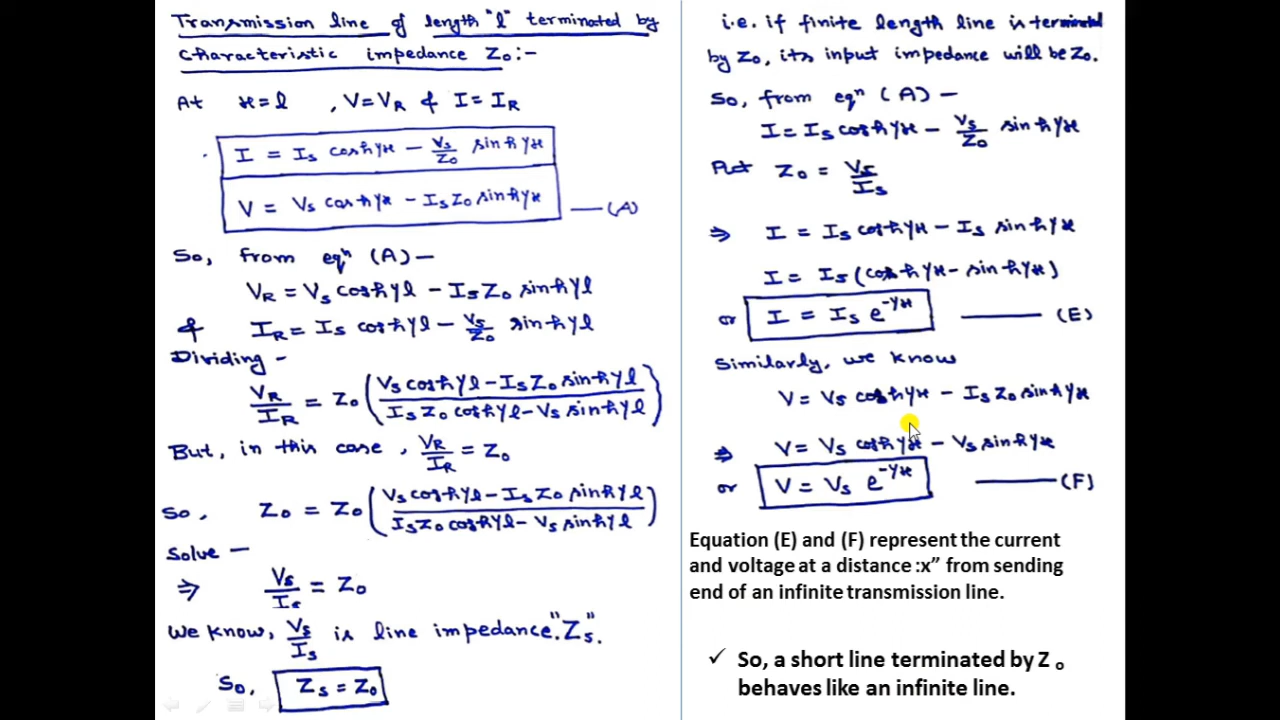 Transmission line of length "l" terminated by
characteristic impedance Z₀:-
At x=l , V=V_R & I=I_R
I = I_s coshγx − V_s/Z₀ sinhγx
V = V_s coshγx − I_s Z₀ sinhγx —(A)
So, from eqⁿ (A)—
V_R = V_s coshγl − I_s Z₀ sinhγl
& I_R = I_s coshγl − V_s/Z₀ sinhγl
Dividing -
V_R/I_R = Z₀ ((V_s coshγl − I_s Z₀ sinhγl)/(I_s Z₀ coshγl − V_s sinhγl))
But, in this case, V_R/I_R = Z₀
So, Z₀ = Z₀ ((V_s coshγl − I_s Z₀ sinhγl)/(I_s Z₀ coshγl − V_s sinhγl))
Solve —
⇒ V_s/I_s = Z₀
We know, V_s/I_s is line impedance "Z_s".
So, Z_s = Z₀
i.e. if finite length line is terminated
by Z₀, its input impedance will be Z₀.
So, from eqⁿ (A)—
I = I_s coshγx − V_s/Z₀ sinhγx
Put Z₀ = V_s/I_s
⇒ I = I_s coshγx − I_s sinhγx
I = I_s (coshγx − sinhγx)
or I = I_s e^−γx —— (E)
Similarly, we know
V = V_s coshγx − I_s Z₀ sinhγx
⇒ V = V_s coshγx − V_s sinhγx
or V = V_s e^−γx ——(F)
Equation (E) and (F) represent the current
and voltage at a distance :x” from sending
end of an infinite transmission line.
✓ So, a short line terminated by Z ₀
behaves like an infinite line.